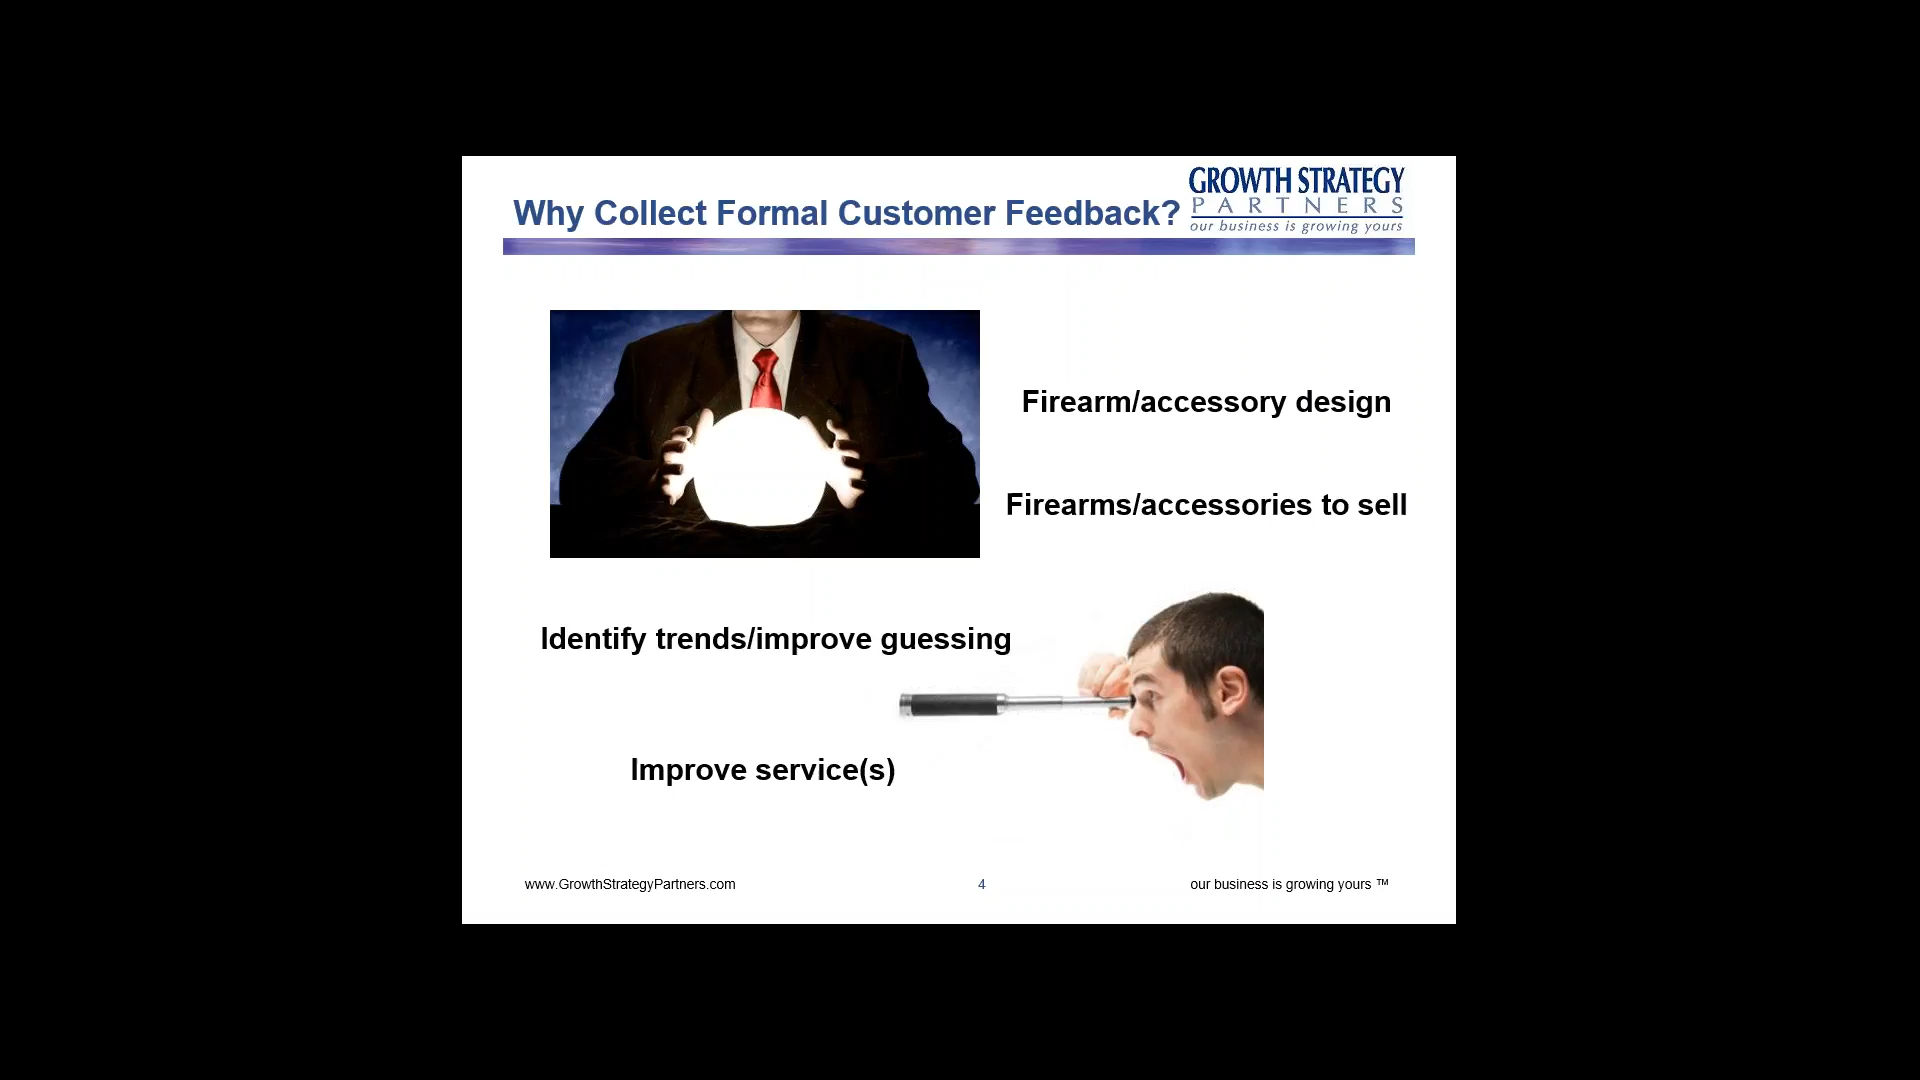 Why Collect Formal Customer Feedback?
GROWTH STRATEGY
PARTNERS
our business is growing yours
Firearm/accessory design
Firearms/accessories to sell
Identify trends/improve guessing
Improve service(s)
www.GrowthStrategyPartners.com
4
our business is growing yours ™